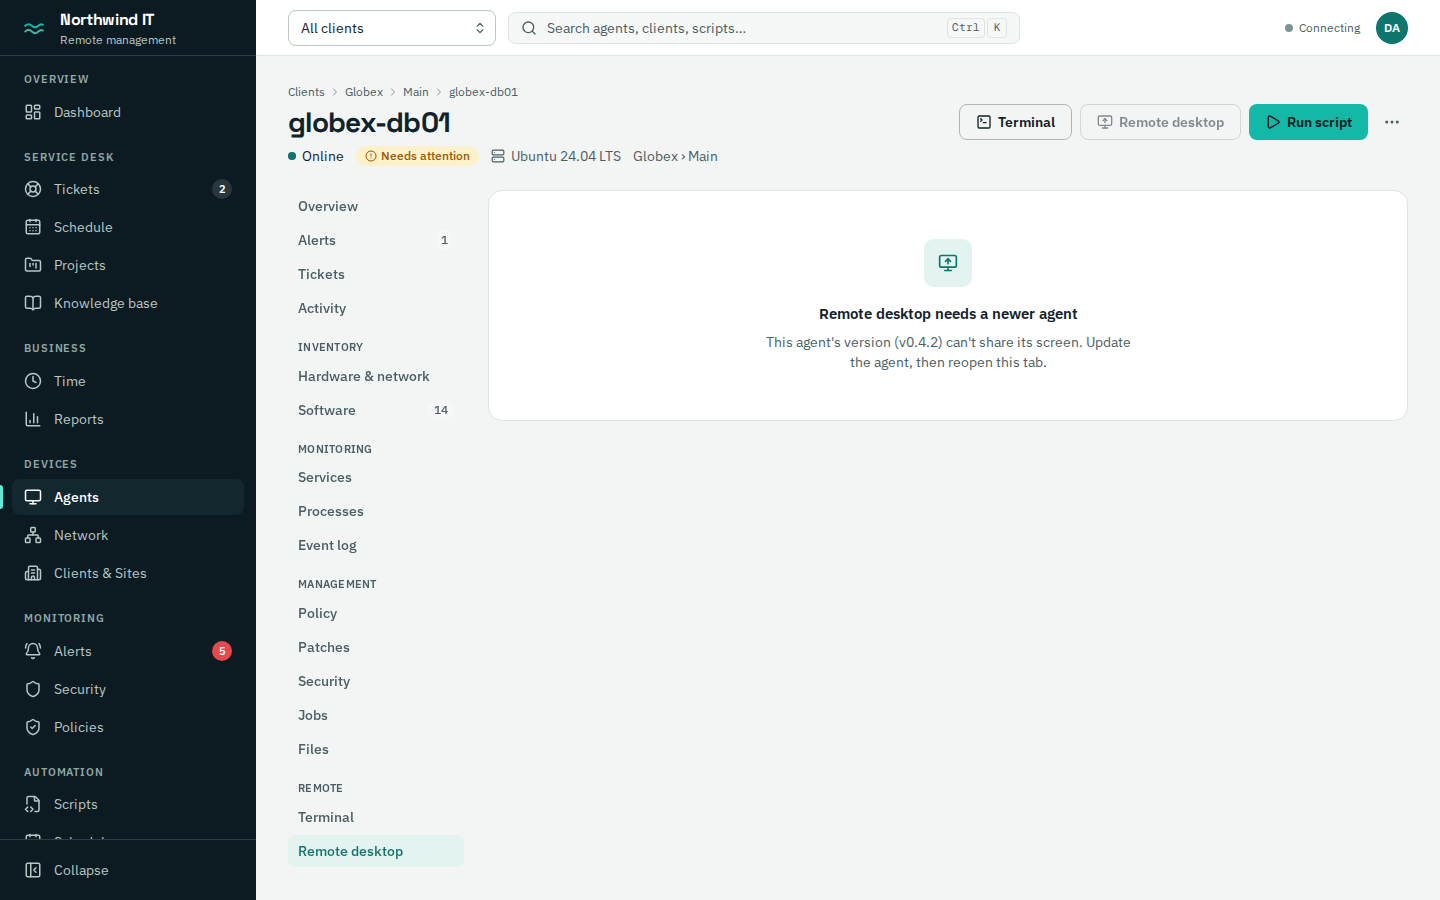 Northwind IT
Remote management
OVERVIEW
Dashboard
SERVICE DESK
Tickets 2
Schedule
Projects
Knowledge base
BUSINESS
Time
Reports
DEVICES
Agents
Network
Clients & Sites
MONITORING
Alerts 5
Security
Policies
AUTOMATION
Scripts
Collapse
All clients
Search agents, clients, scripts... Ctrl K
Connecting
DA
Clients > Globex > Main > globex-db01
globex-db01
Terminal
Remote desktop
Run script
Online
Needs attention
Ubuntu 24.04 LTS
Globex › Main
Overview
Alerts 1
Tickets
Activity
INVENTORY
Hardware & network
Software 14
MONITORING
Services
Processes
Event log
MANAGEMENT
Policy
Patches
Security
Jobs
Files
REMOTE
Terminal
Remote desktop
Remote desktop needs a newer agent
This agent's version (v0.4.2) can't share its screen. Update
the agent, then reopen this tab.